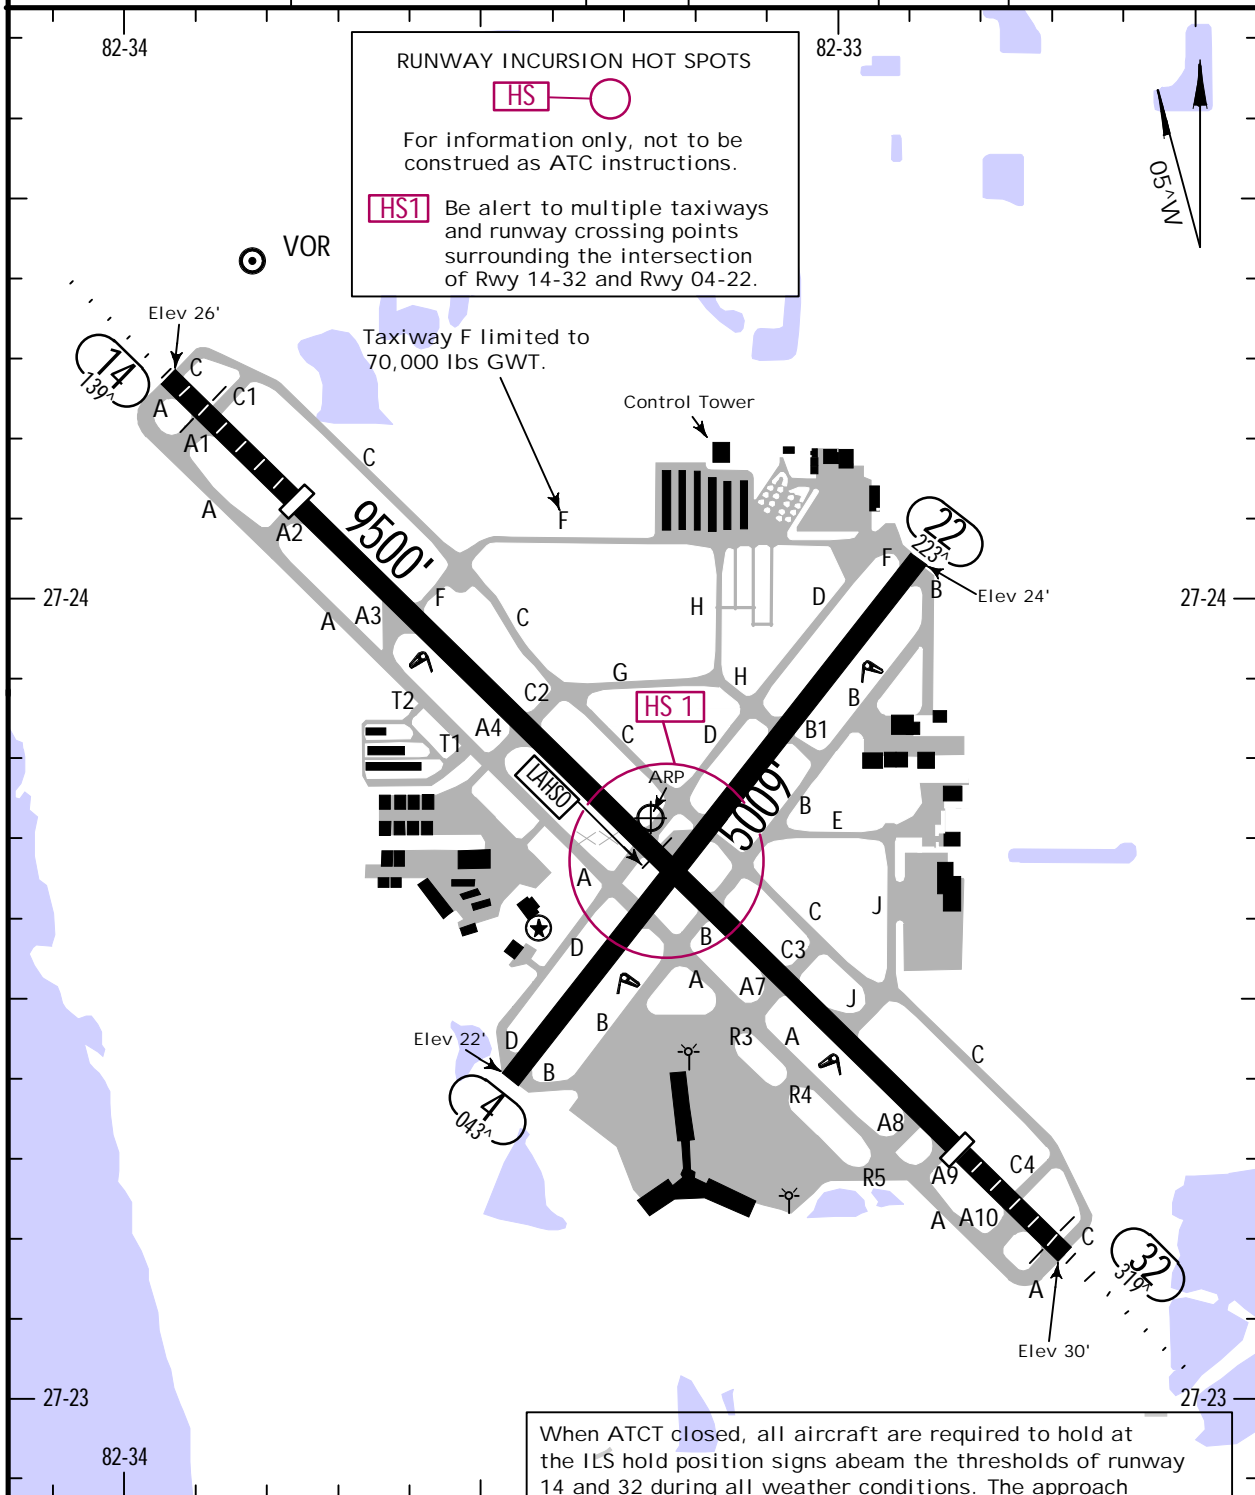 82-34
82-33
RUNWAY INCURSION HOT SPOTS
HS
For information only, not to be
construed as ATC instructions.
HS1 Be alert to multiple taxiways
and runway crossing points
surrounding the intersection
of Rwy 14-32 and Rwy 04-22.
05^W
VOR
Elev 26'
Taxiway F limited to
70,000 lbs GWT.
14
139^
C
C1
A
A1
Control Tower
C
A
A2
F
9500'
22
223^
F
B
Elev 24'
27-24
27-24
A
A3
F
C
H
D
G
H
T2
C2
HS 1
B
A4
C
D
B1
T1
LAHSO
ARP
5009'
B
E
A
C
J
D
B
C3
A
A7
J
B
R3
A
C
Elev 22'
D
B
4
043^
R4
A8
C4
A9
R5
A
A10
C
32
319^
A
Elev 30'
27-23
27-23
82-34
When ATCT closed, all aircraft are required to hold at
the ILS hold position signs abeam the thresholds of runway
14 and 32 during all weather conditions. The approach